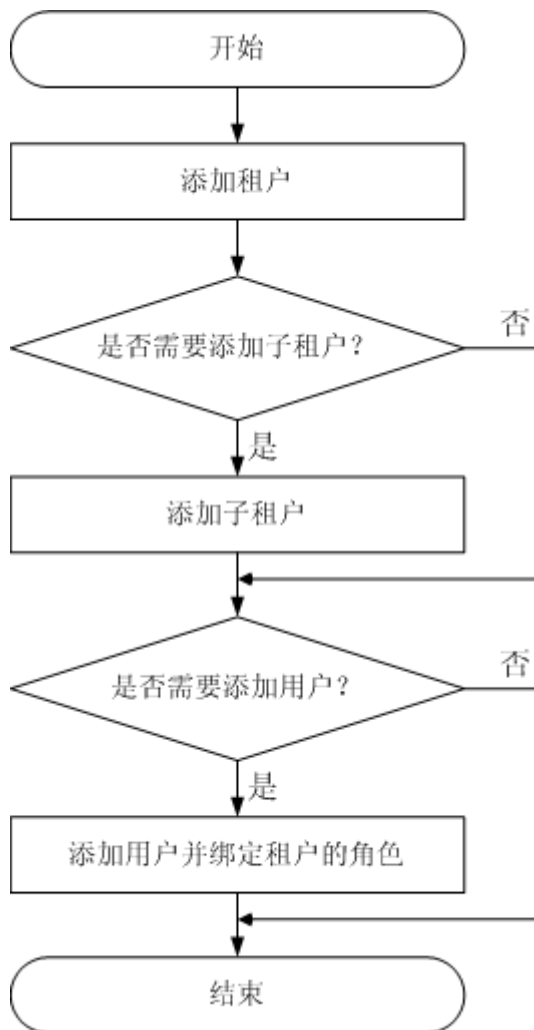 开始
添加租户
是否需要添加子租户?
否
是
添加子租户
是否需要添加用户?
否
是
添加用户并绑定租户的角色
结束